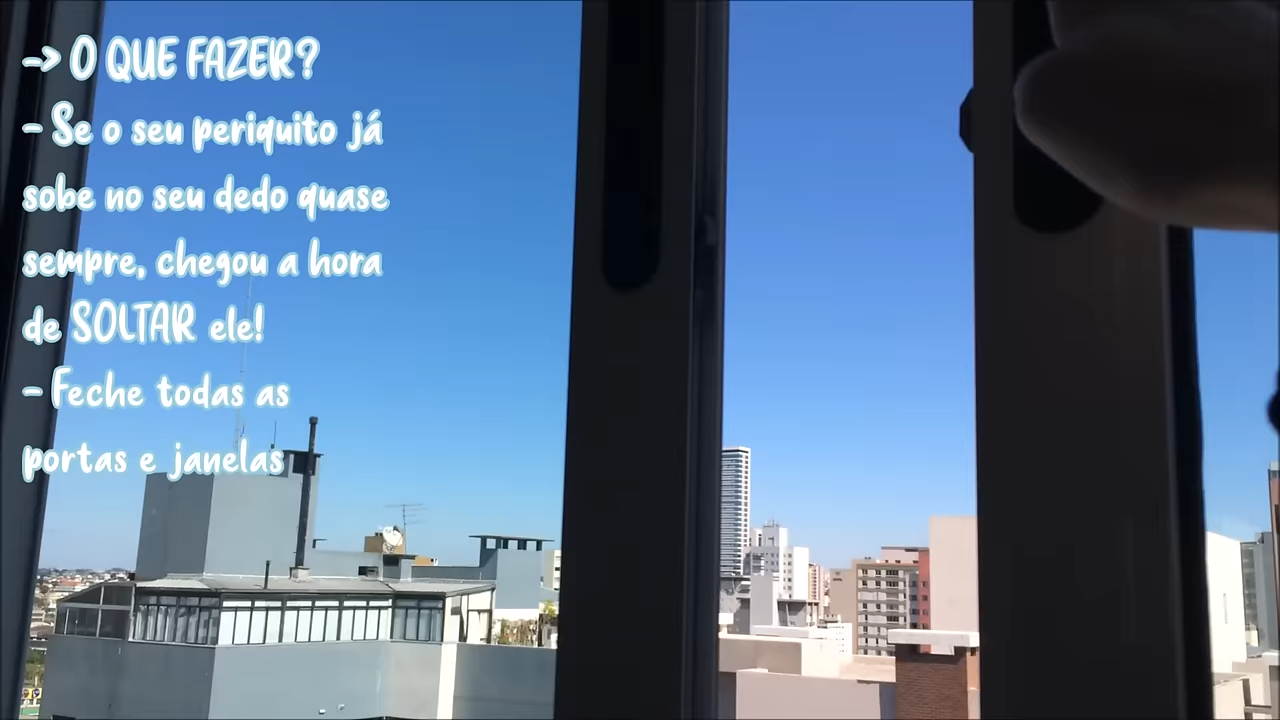 -> O QUE FAZER?
- Se o seu periquito já
sobe no seu dedo quase
sempre, chegou a hora
de SOLTAR ele!
- Feche todas as
portas e janelas